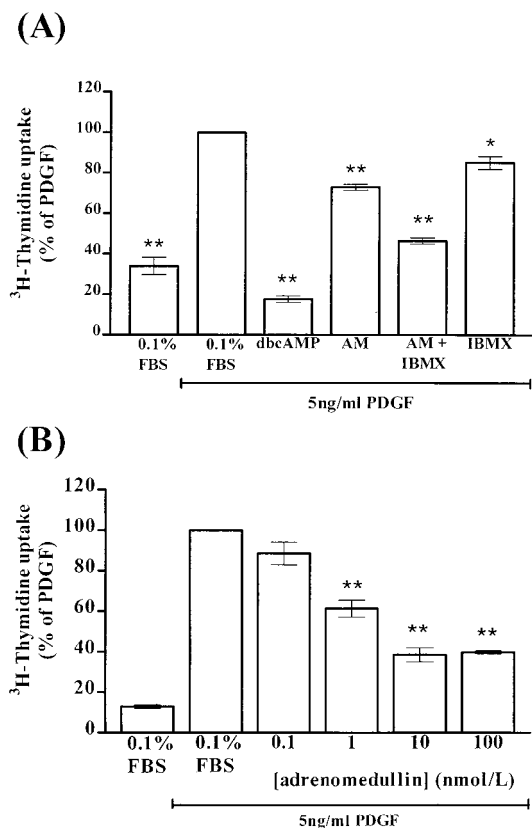 (A)
³H-Thymidine uptake
(% of PDGF)
120
100
80
60
40
20
0
**
**
**
**
*
0.1%
FBS
0.1%
FBS
dbcAMP
AM
AM +
IBMX
IBMX
5ng/ml PDGF
(B)
³H-Thymidine uptake
(% of PDGF)
120
100
80
60
40
20
0
**
**
**
0.1%
FBS
0.1%
FBS
0.1
1
10
100
[adrenomedullin] (nmol/L)
5ng/ml PDGF